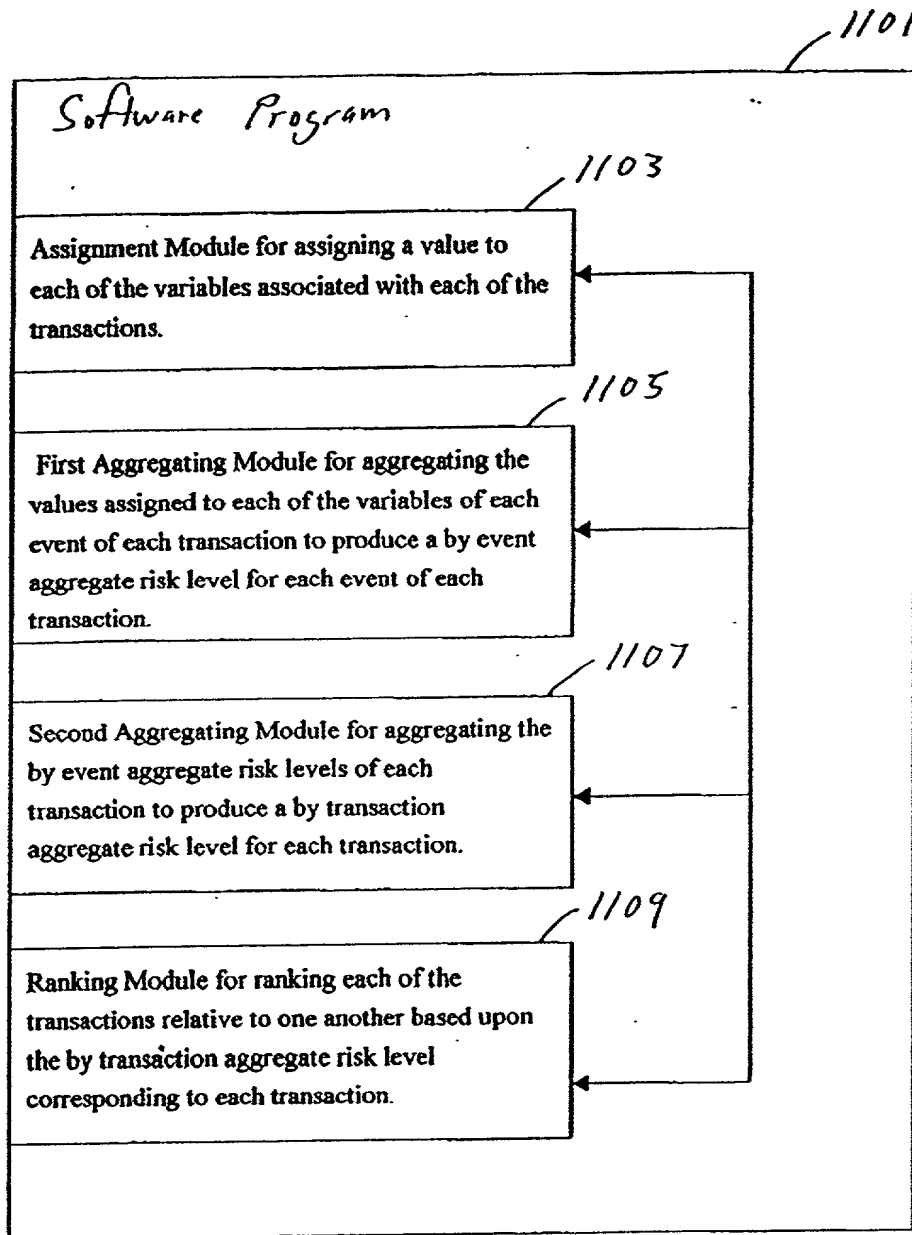 1101
Software Program
1103
Assignment Module for assigning a value to
each of the variables associated with each of the
transactions.
1105
First Aggregating Module for aggregating the
values assigned to each of the variables of each
event of each transaction to produce a by event
aggregate risk level for each event of each
transaction.
1107
Second Aggregating Module for aggregating the
by event aggregate risk levels of each
transaction to produce a by transaction
aggregate risk level for each transaction.
1109
Ranking Module for ranking each of the
transactions relative to one another based upon
the by transaction aggregate risk level
corresponding to each transaction.